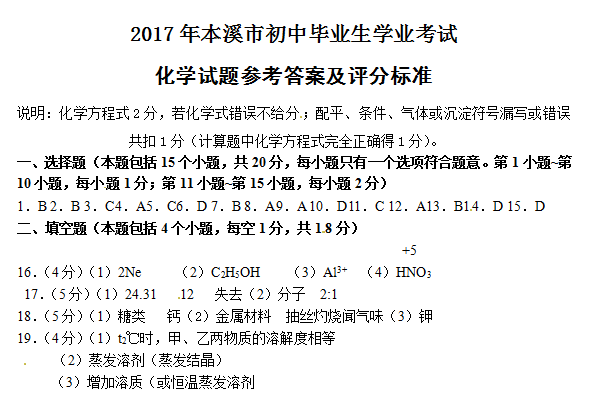 2017年本溪市初中毕业生学业考试
化学试题参考答案及评分标准
说明：化学方程式2分，若化学式错误不给分；配平、条件、气体或沉淀符号漏写或错误
共扣1分（计算题中化学方程式完全正确得1分）。
一、选择题（本题包括15个小题，共20分，每小题只有一个选项符合题意。第1小题~第
10小题，每小题1分；第11小题~第15小题，每小题2分）
1．B 2．B 3．C4．A5．C6．D 7．B 8．A9．A 10．D11．C 12．A13．B14．D 15．D
二、填空题（本题包括4个小题，每空1分，共18分）
+5
16．（4分）（1）2Ne （2）C₂H₅OH （3）Al³⁺ （4）HNO₃
17．（5分）（1）24.31 12 失去（2）分子 2:1
18．（5分）（1）糖类 钙（2）金属材料 抽丝灼烧闻气味（3）钾
19．（4分）（1）t₂℃时，甲、乙两物质的溶解度相等
（2）蒸发溶剂（蒸发结晶）
（3）增加溶质（或恒温蒸发溶剂